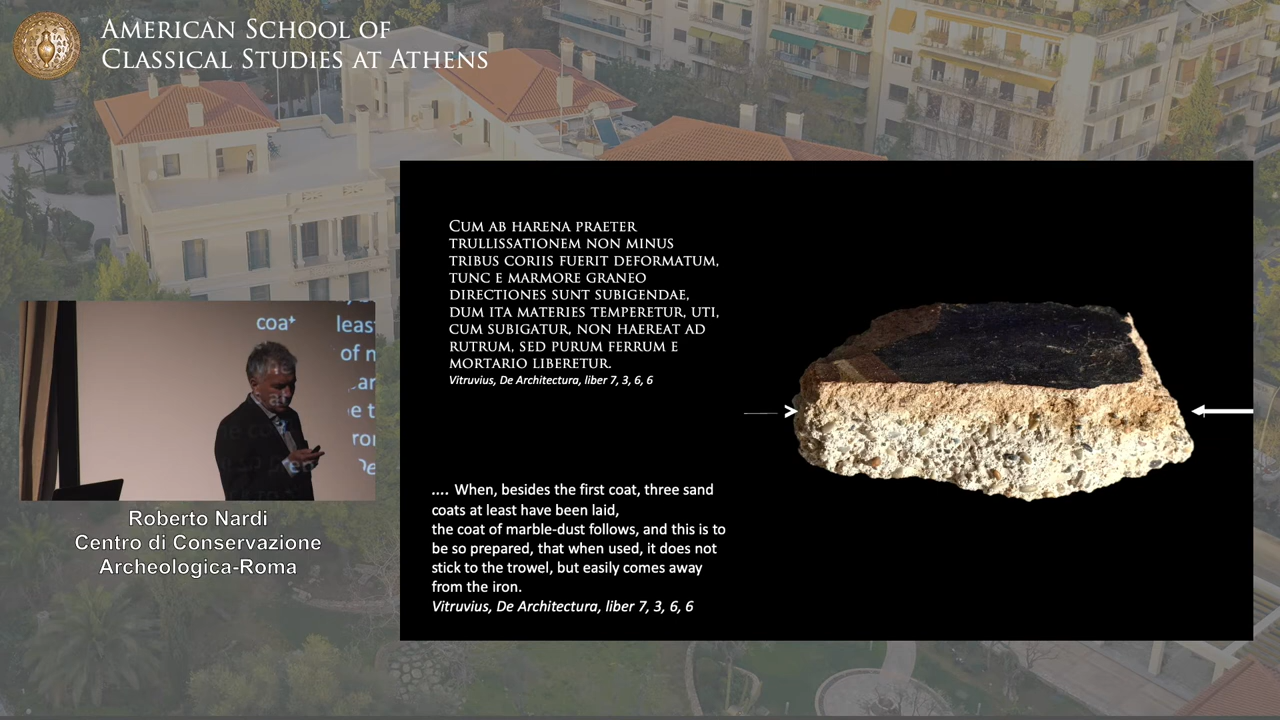 AMERICAN SCHOOL OF
CLASSICAL STUDIES AT ATHENS
CUM AB HARENA PRAETER
TRULLISSATIONEM NON MINUS
TRIBUS CORIIS FUERIT DEFORMATUM,
TUNC E MARMORE GRANEO
DIRECTIONES SUNT SUBIGENDAE,
DUM ITA MATERIES TEMPERETUR, UTI,
CUM SUBIGATUR, NON HAEREAT AD
RUTRUM, SED PURUM FERRUM E
MORTARIO LIBERETUR.
Vitruvius, De Architectura, liber 7, 3, 6, 6
.... When, besides the first coat, three sand
coats at least have been laid,
the coat of marble-dust follows, and this is to
be so prepared, that when used, it does not
stick to the trowel, but easily comes away
from the iron.
Vitruvius, De Architectura, liber 7, 3, 6, 6
coat
least
of
Roberto Nardi
Centro di Conservazione
Archeologica-Roma